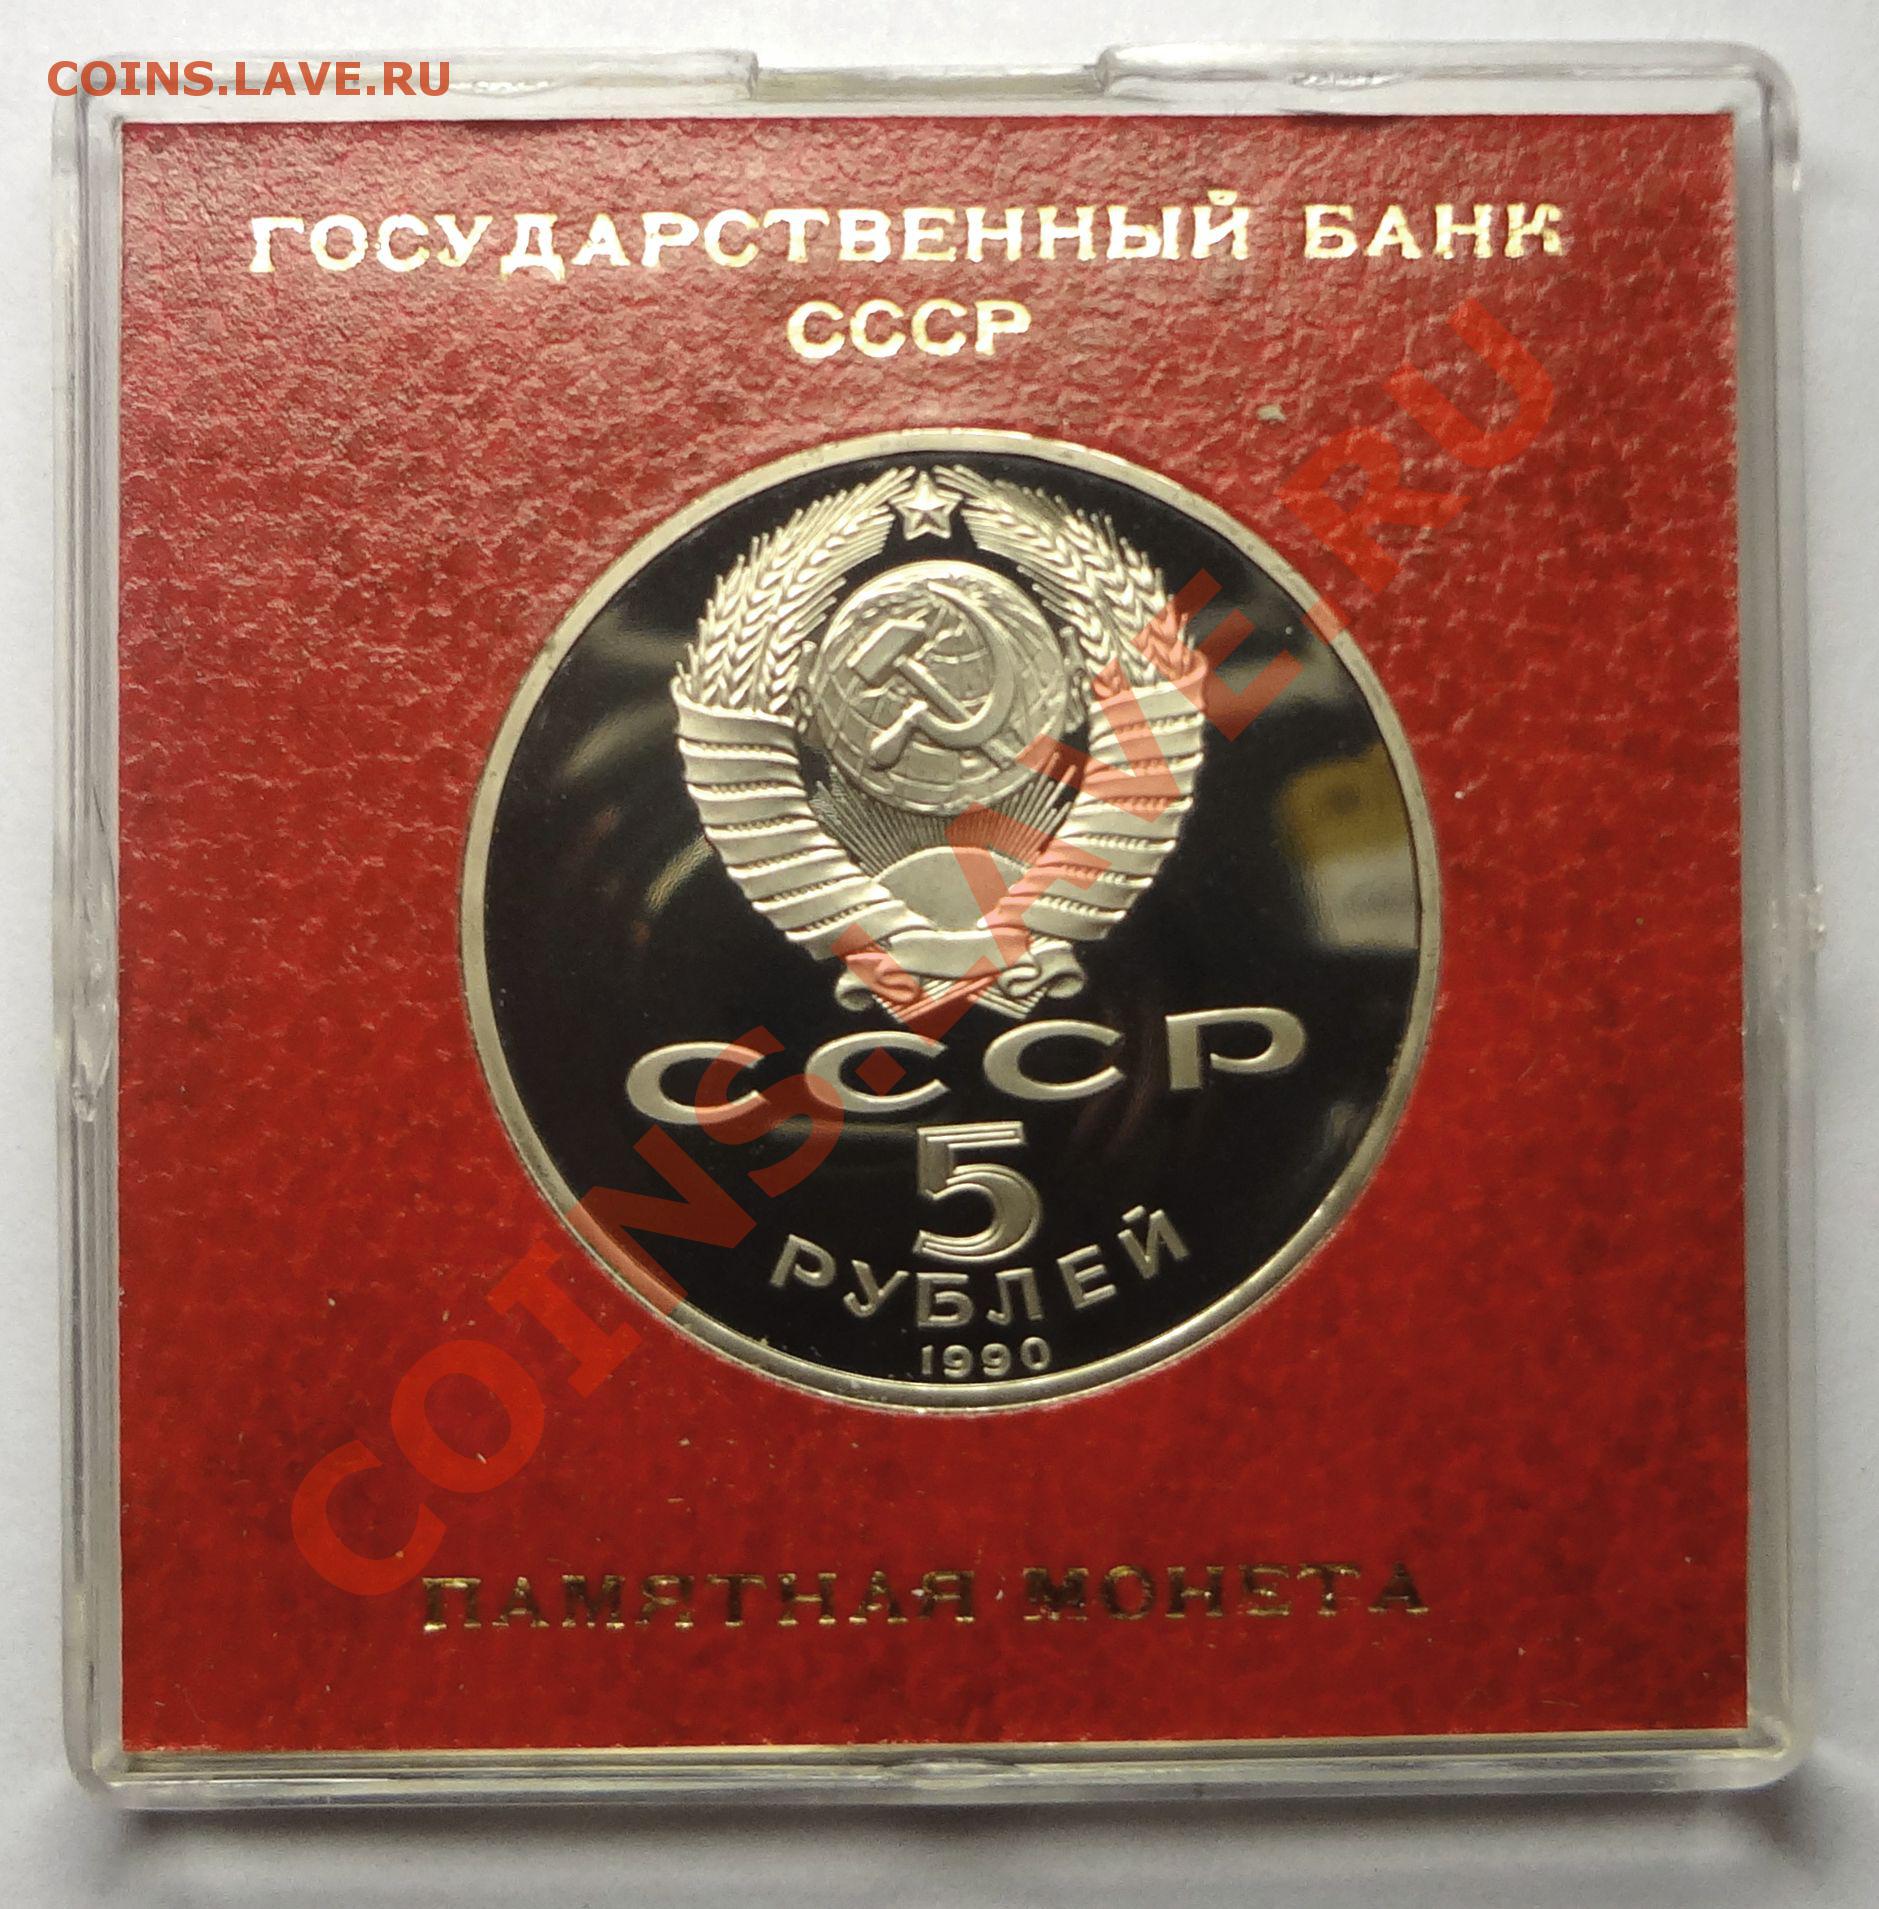 COINS.LAVE.RU
ГОСУДАРСТВЕННЫЙ БАНК
СССР
СССР
5
РУБЛЕЙ
1990
ПАМЯТНАЯ МОНЕТА
COINS.LAVE.RU